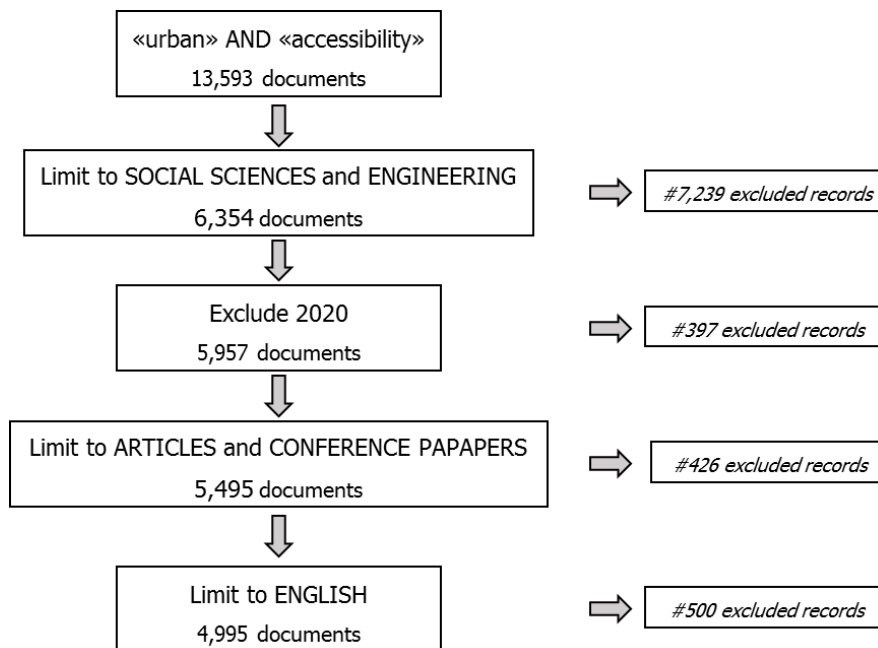 «urban» AND «accessibility»
13,593 documents
Limit to SOCIAL SCIENCES and ENGINEERING
6,354 documents
#7,239 excluded records
Exclude 2020
5,957 documents
#397 excluded records
Limit to ARTICLES and CONFERENCE PAPAPERS
5,495 documents
#426 excluded records
Limit to ENGLISH
4,995 documents
#500 excluded records